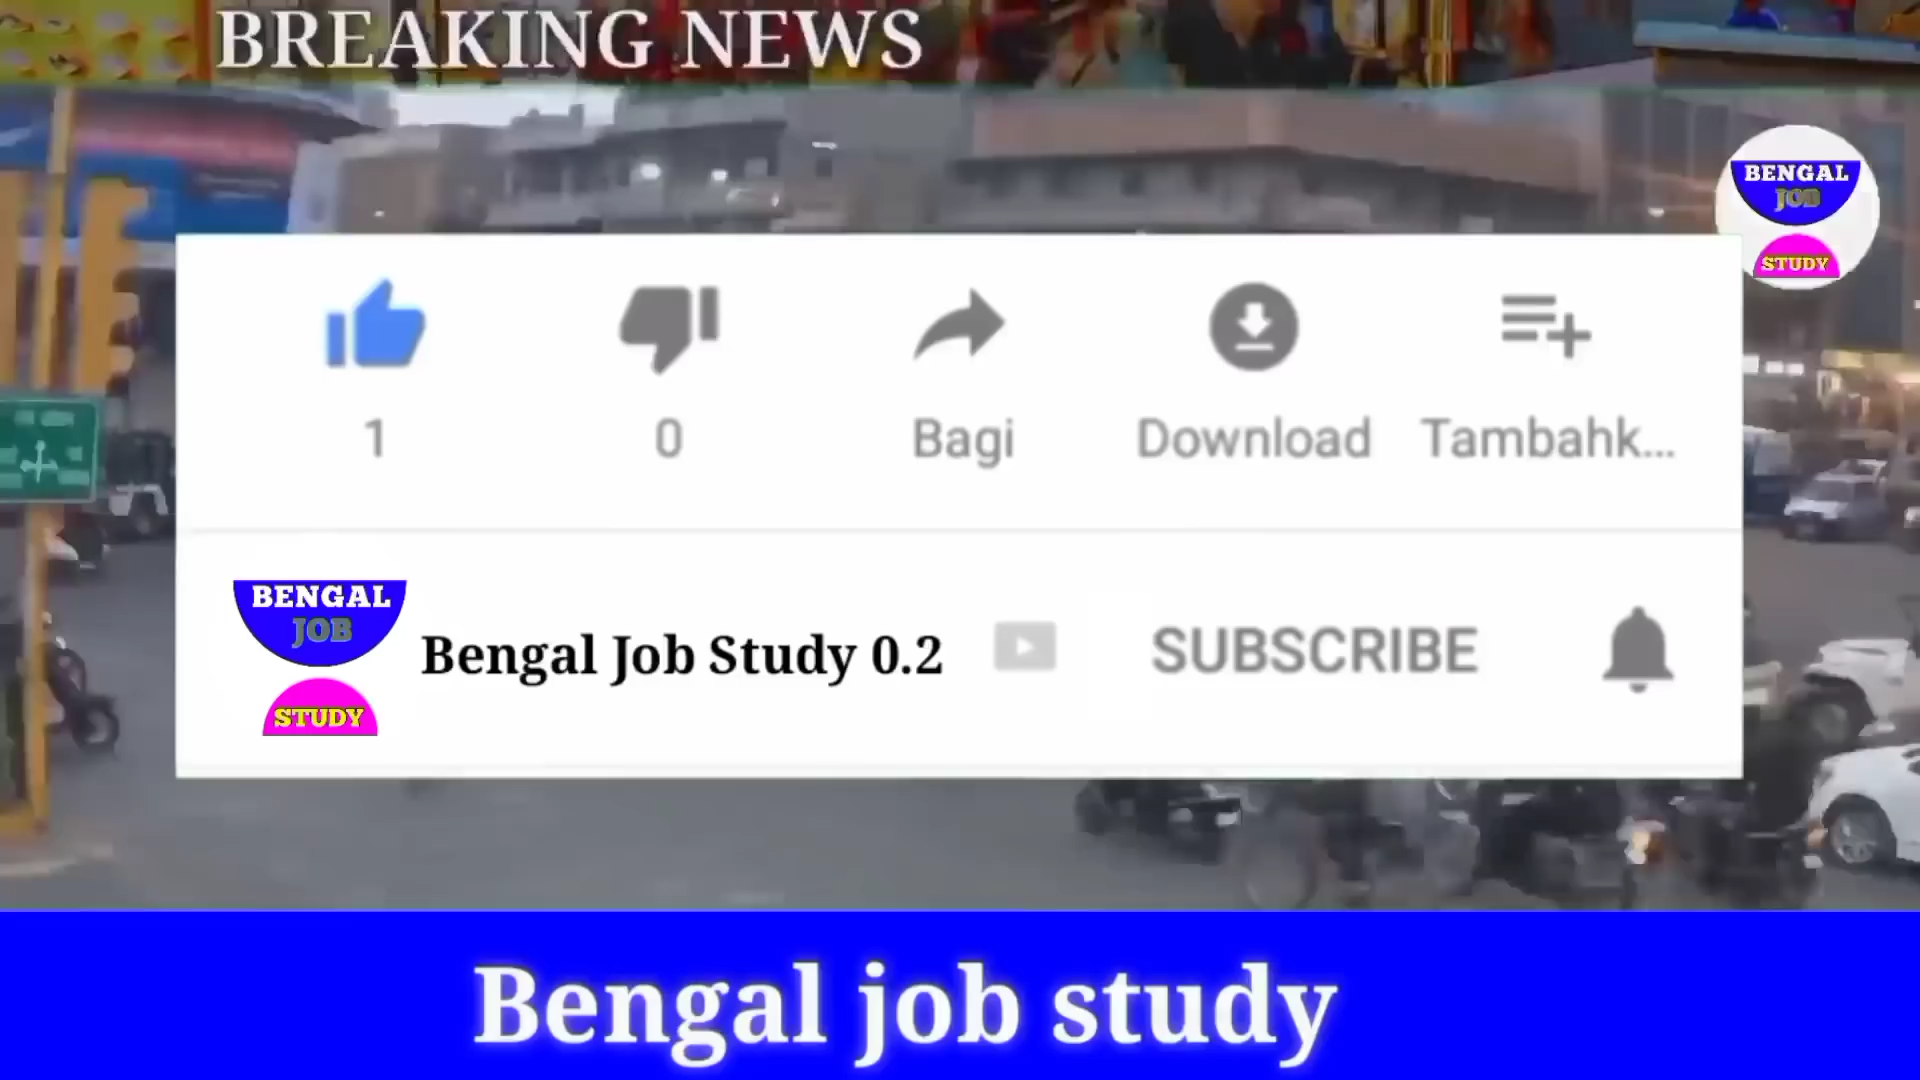 BREAKING NEWS
BENGAL
JOB
STUDY
1
0
Bagi
Download
Tambahk...
BENGAL
JOB
STUDY
Bengal Job Study 0.2
SUBSCRIBE
Bengal job study